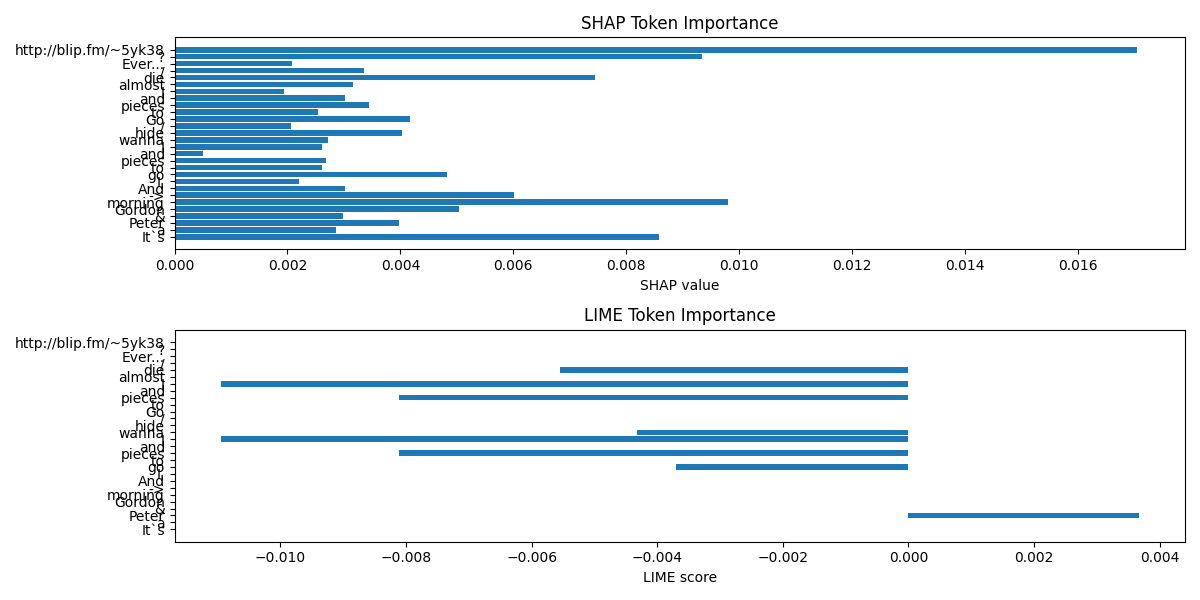 SHAP Token Importance
http://blip.fm/~5yk38
?
Ever...
/
die
almost
I
and
pieces
to
Go
/
hide
wanna
I
and
pieces
to
go
And
->
morning
Gordon
&
Peter
a
It`s
0.000 0.002 0.004 0.006 0.008 0.010 0.012 0.014 0.016
SHAP value
LIME Token Importance
http://blip.fm/~5yk38
?
Ever...
/
die
almost
I
and
pieces
to
Go
/
hide
wanna
I
and
pieces
to
go
And
->
morning
Gordon
&
Peter
a
It`s
−0.010 −0.008 −0.006 −0.004 −0.002 0.000 0.002 0.004
LIME score